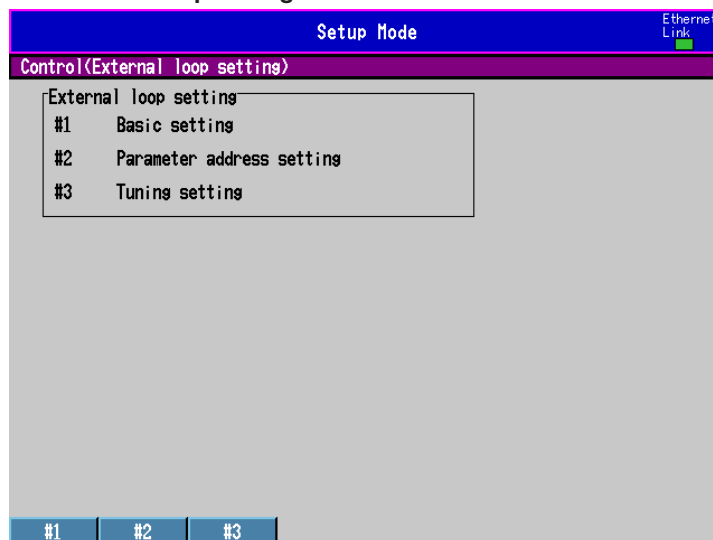 Setup Mode
Ethernet
Link
Control(External loop setting)
External loop setting
#1 Basic setting
#2 Parameter address setting
#3 Tuning setting
#1 #2 #3